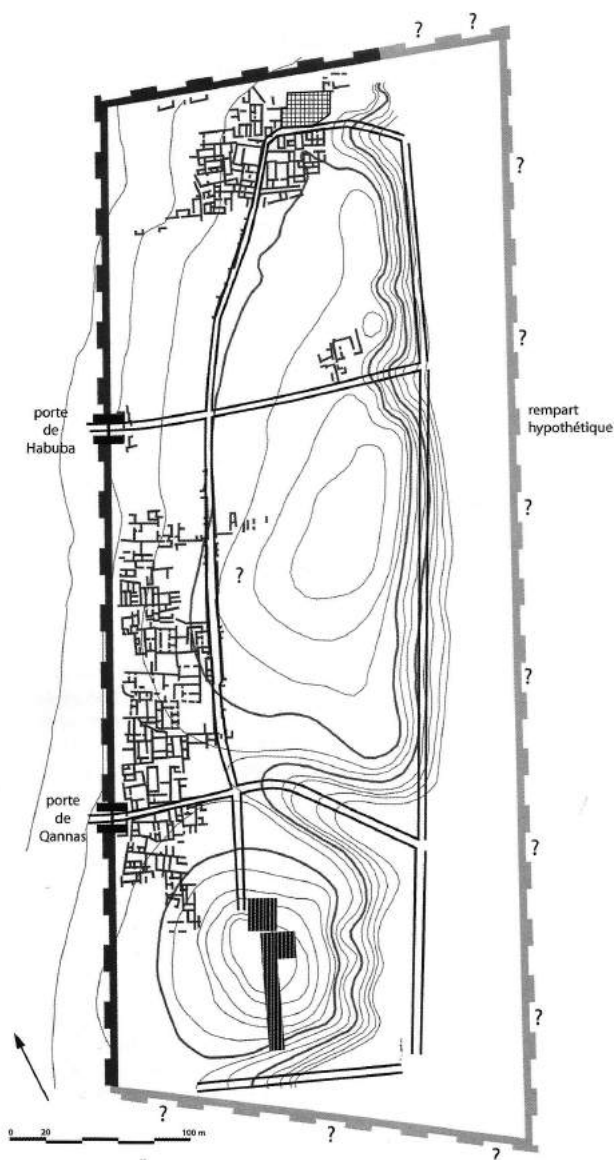 ?
?
?
?
porte
de
Habuba
rempart
hypothétique
?
?
?
porte
de
Qannas
?
?
0 20 100 m
?
?
?